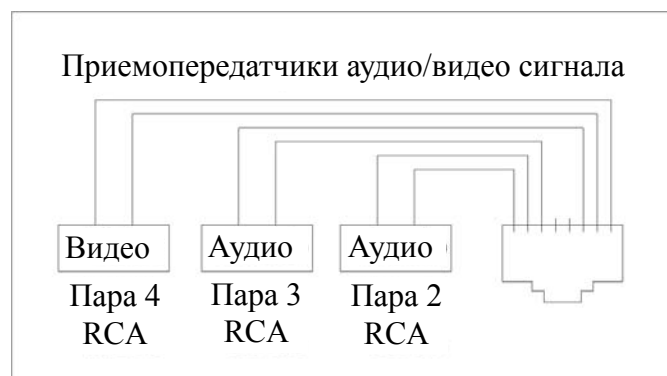 Приемопередатчики аудио/видео сигнала
Видео Аудио Аудио
Пара 4 Пара 3 Пара 2
RCA RCA RCA